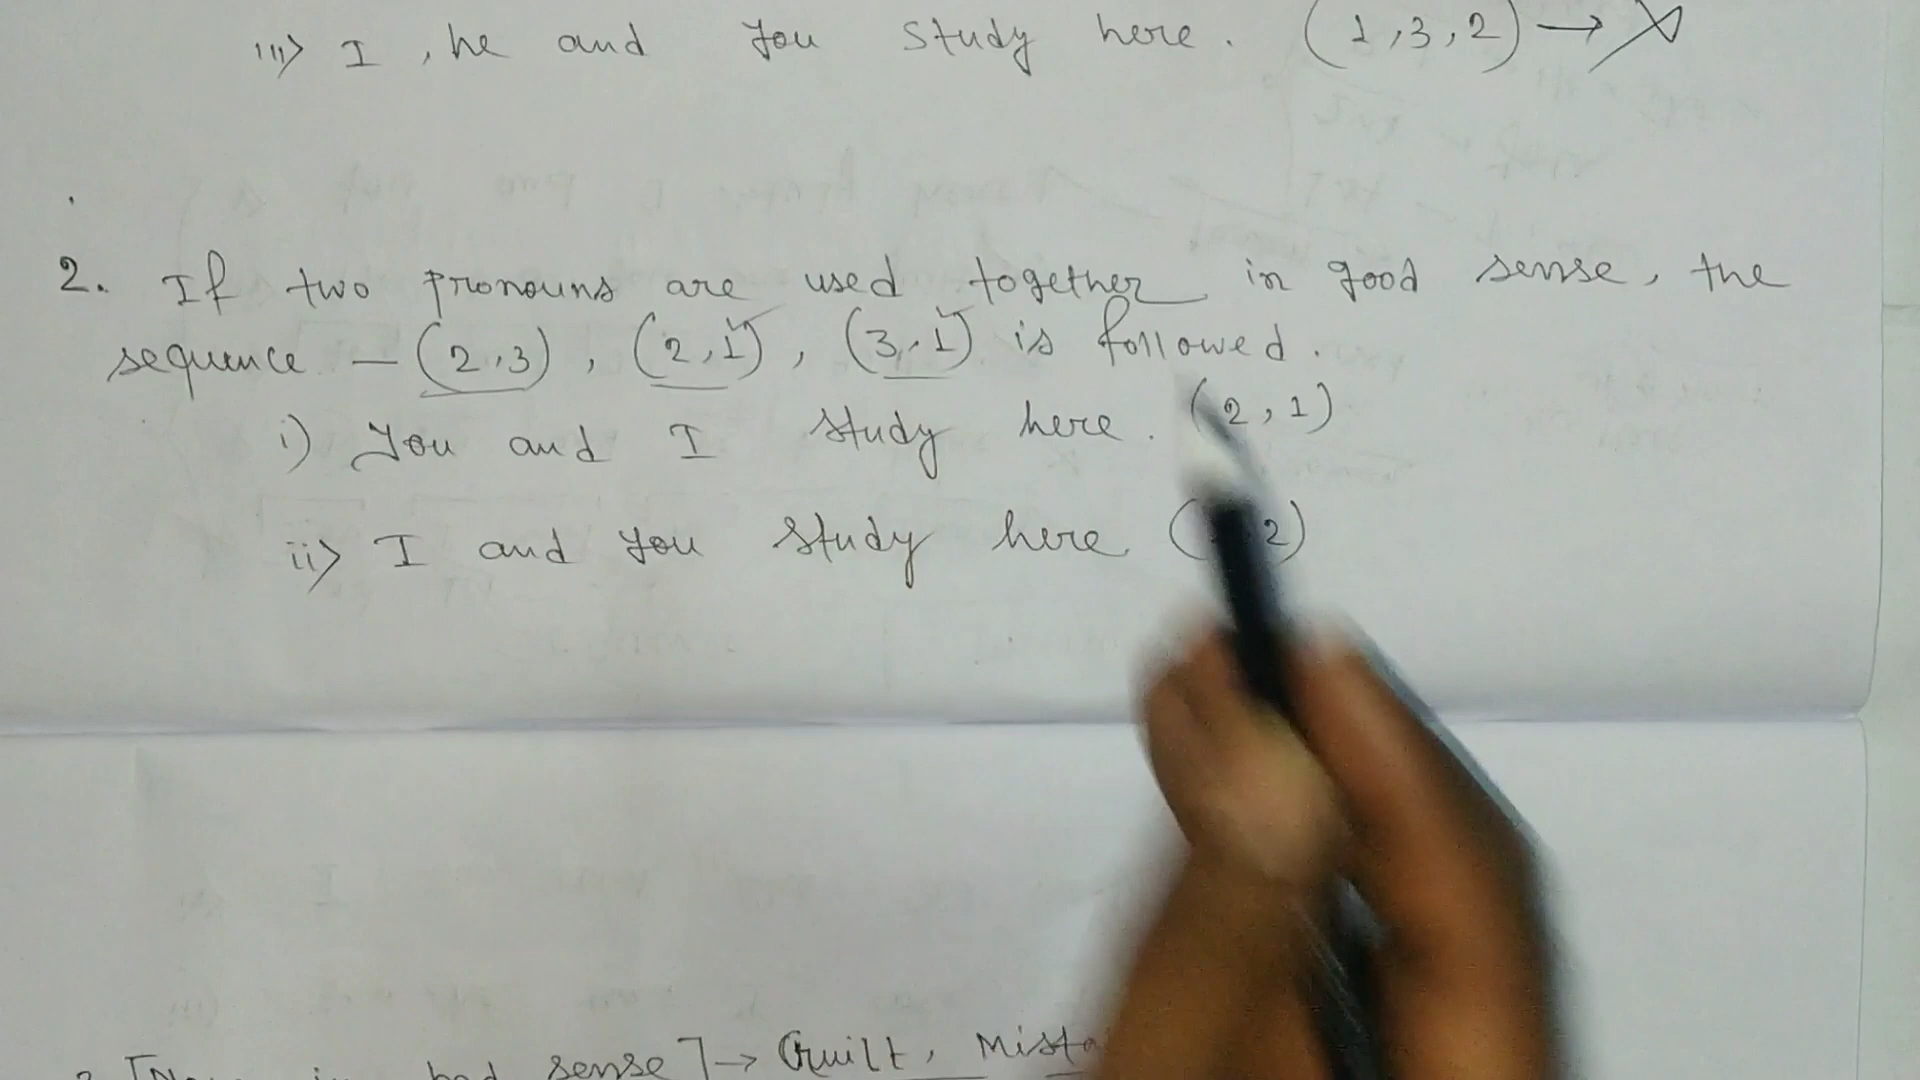 iii) I, he and you study here. (1,3,2) → X
2. If two pronouns are used together in good sense, the
sequence — (2,3), (2,1), (3,1) is followed.
i) You and I study here. (2,1)
ii) I and you study here ( 2)
bad sense] → Guilt,